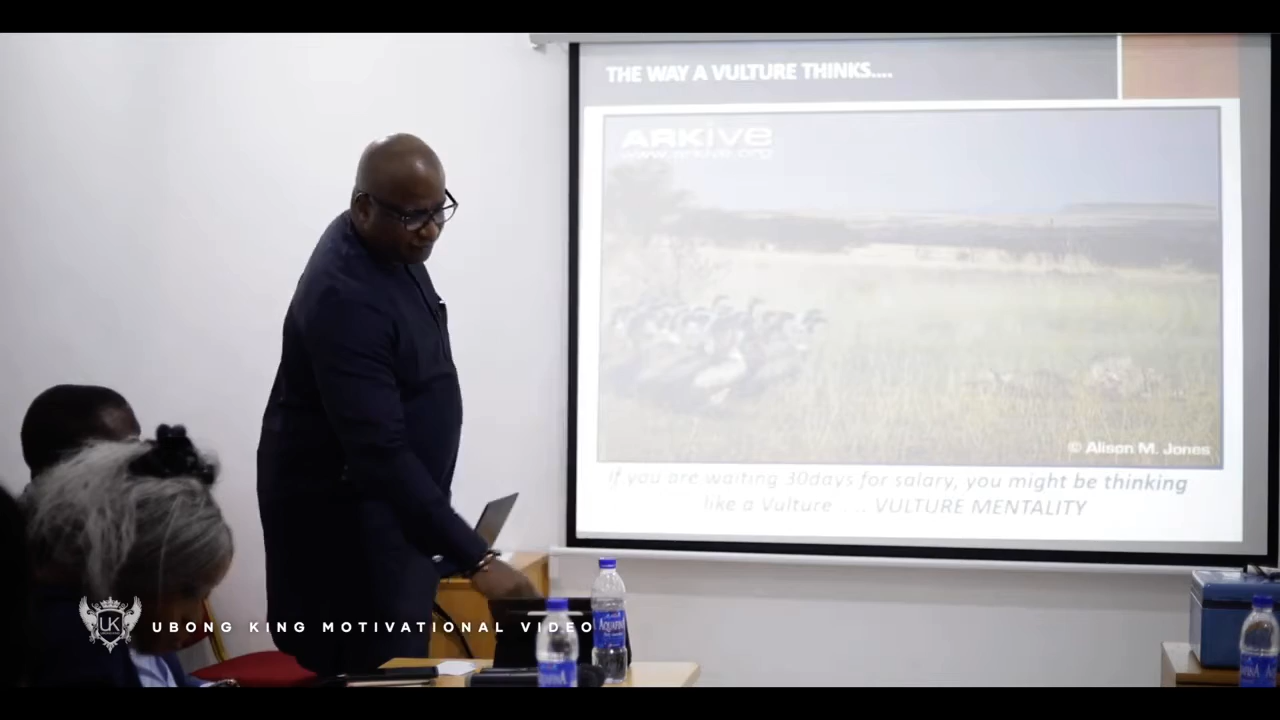 THE WAY A VULTURE THINKS....
ARKive
www.arkive.org
© Alison M. Jones
If you are waiting 30days for salary, you might be thinking
like a Vulture .. .. VULTURE MENTALITY
UK
UBONG KING MOTIVATIONAL VIDEO
AQUAFINA